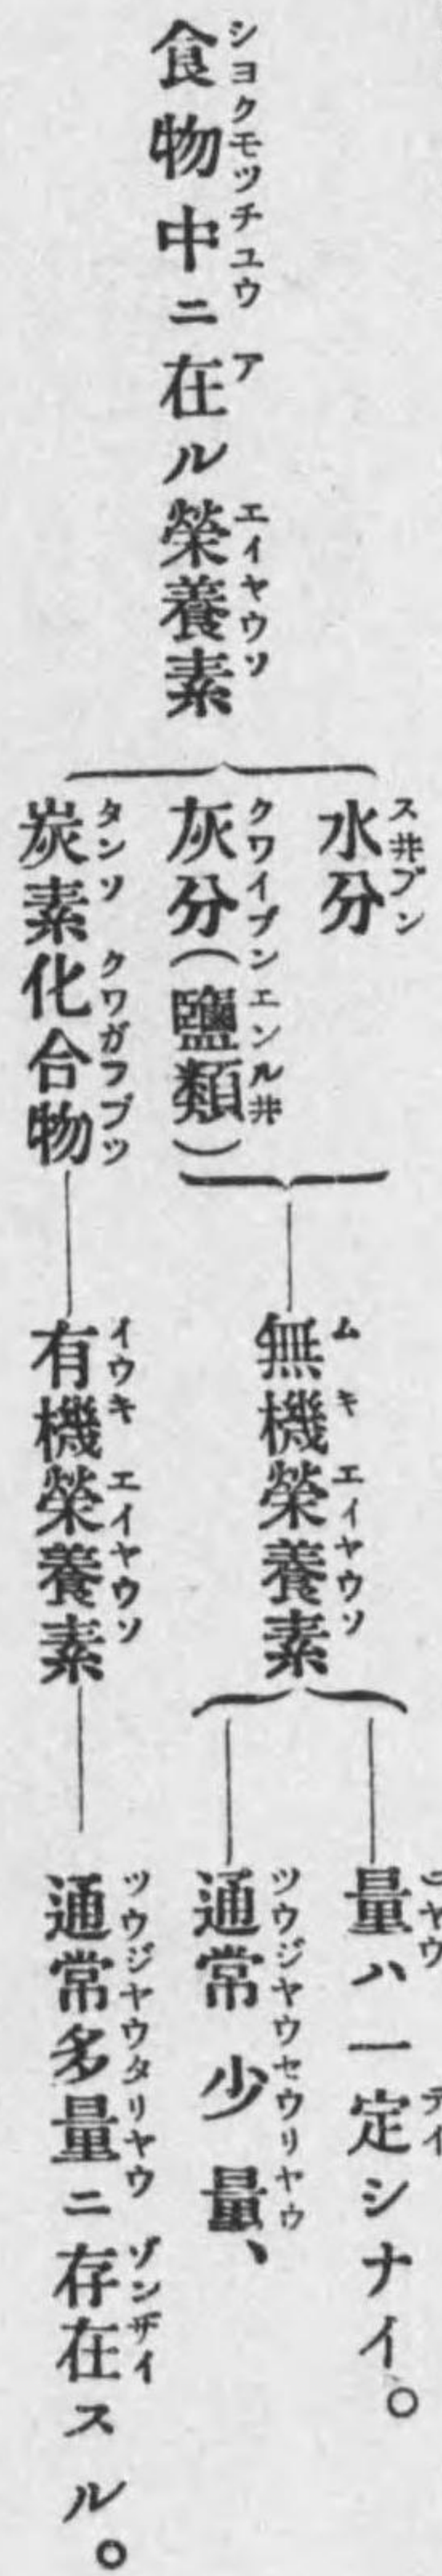 食物中ニ在ル榮養素
水分
灰分(鹽類)
炭素化合物
無機榮養素
有機榮養素
量ハ一定シナイ。
通常少量、
通常多量ニ存在スル。